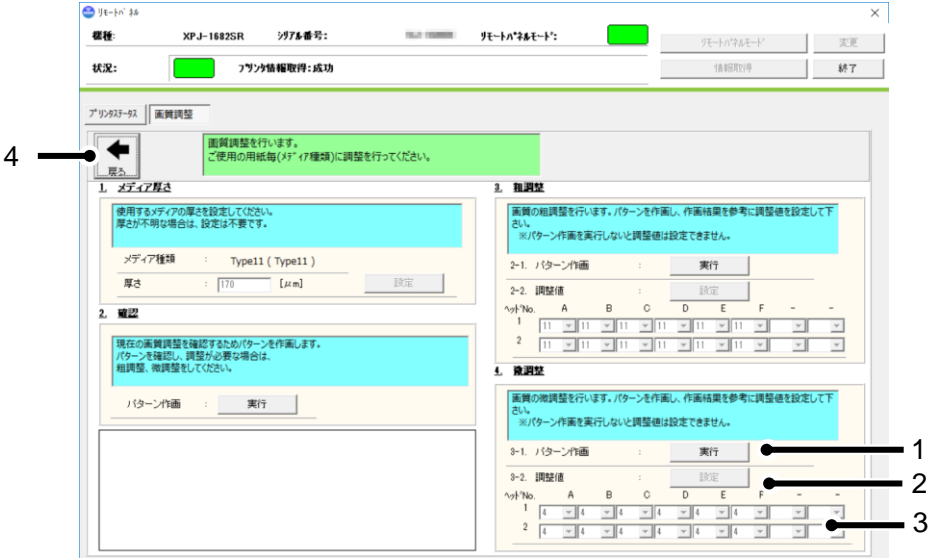 リモートパネル
機種:
XPJ-1682SR
シリアル番号:
リモートパネルモード:
リモートパネルモード
変更
状況:
プリンタ情報取得:成功
情報取得
終了
プリンタステータス
画質調整
戻る
画質調整を行います。
ご使用の用紙毎(メディア種類)に調整を行ってください。
4
1. メディア厚さ
使用するメディアの厚さを設定してください。
厚さが不明な場合は、設定は不要です。
メディア種類 : Type11 ( Type11 )
厚さ : 170 [μm] 設定
2. 確認
現在の画質調整を確認するためパターンを作画します。
パターンを確認し、調整が必要な場合は、
粗調整、微調整をしてください。
パターン作画 : 実行
3. 粗調整
画質の粗調整を行います。パターンを作画し、作画結果を参考に調整値を設定して下
さい。
※パターン作画を実行しないと調整値は設定できません。
2-1. パターン作画 : 実行
2-2. 調整値 : 設定
ヘッドNo. A B C D E F - -
1 11 11 11 11 11 11
2 11 11 11 11 11 11
4. 微調整
画質の微調整を行います。パターンを作画し、作画結果を参考に調整値を設定して下
さい。
※パターン作画を実行しないと調整値は設定できません。
3-1. パターン作画 : 実行
3-2. 調整値 : 設定
ヘッドNo. A B C D E F - -
1 4 4 4 4 4 4
2 4 4 4 4 4 4
1
2
3